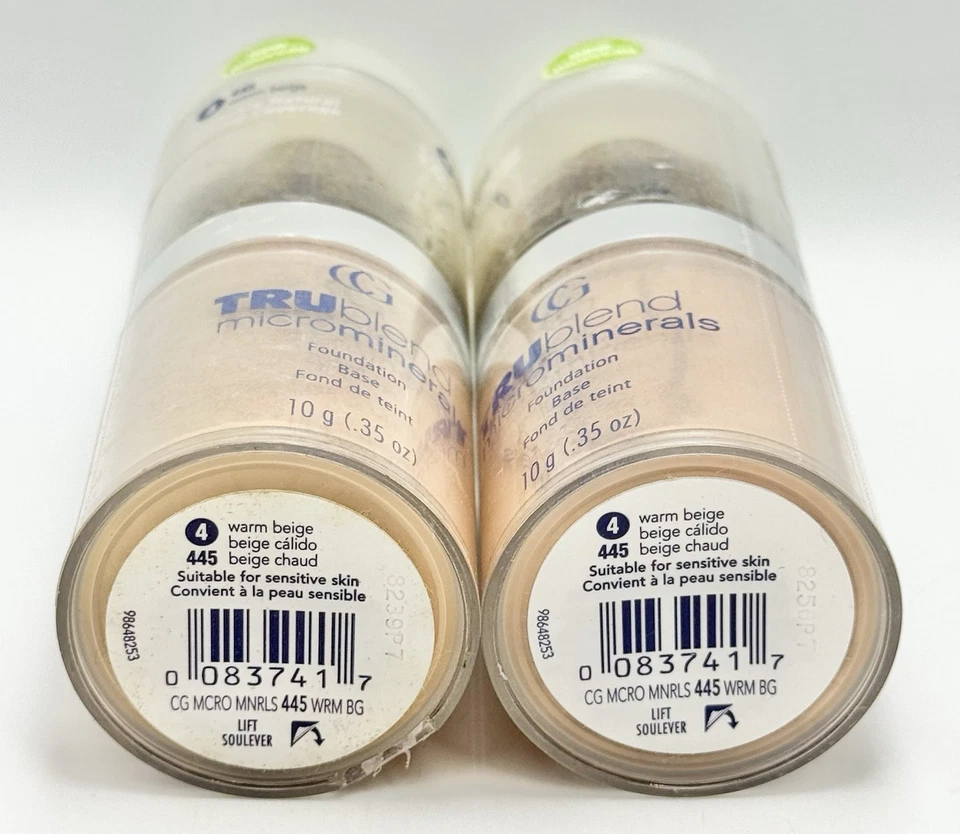 CG
TRUblend
microminerals
Foundation
Base
Fond de teint
10 g (.35 oz)
4 warm beige
beige cálido
445 beige chaud
Suitable for sensitive skin
Convient à la peau sensible
98648253
0 083741 7
CG MCRO MNRLS 445 WRM BG
LIFT
SOULEVER
8239P7
CG
TRUblend
microminerals
Foundation
Base
Fond de teint
10 g (.35 oz)
4 warm beige
beige cálido
445 beige chaud
Suitable for sensitive skin
Convient à la peau sensible
98648253
0 083741 7
CG MCRO MNRLS 445 WRM BG
LIFT
SOULEVER